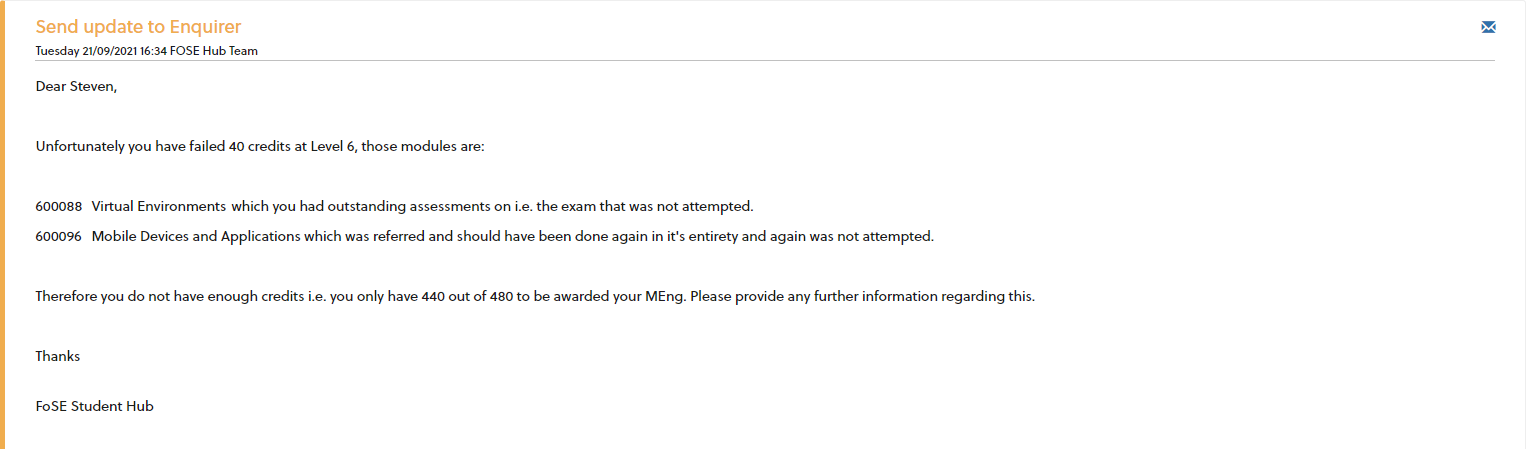 Send update to Enquirer
Tuesday 21/09/2021 16:34 FOSE Hub Team
Dear Steven,
Unfortunately you have failed 40 credits at Level 6, those modules are:
600088 Virtual Environments which you had outstanding assessments on i.e. the exam that was not attempted.
600096 Mobile Devices and Applications which was referred and should have been done again in it's entirety and again was not attempted.
Therefore you do not have enough credits i.e. you only have 440 out of 480 to be awarded your MEng. Please provide any further information regarding this.
Thanks
FoSE Student Hub